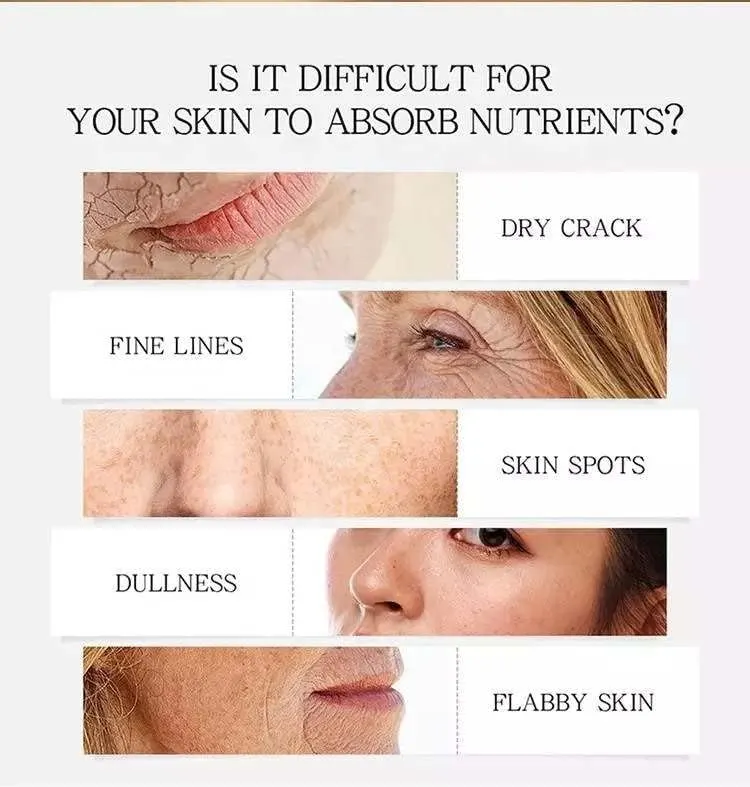 IS IT DIFFICULT FOR
YOUR SKIN TO ABSORB NUTRIENTS?
DRY CRACK
FINE LINES
SKIN SPOTS
DULLNESS
FLABBY SKIN